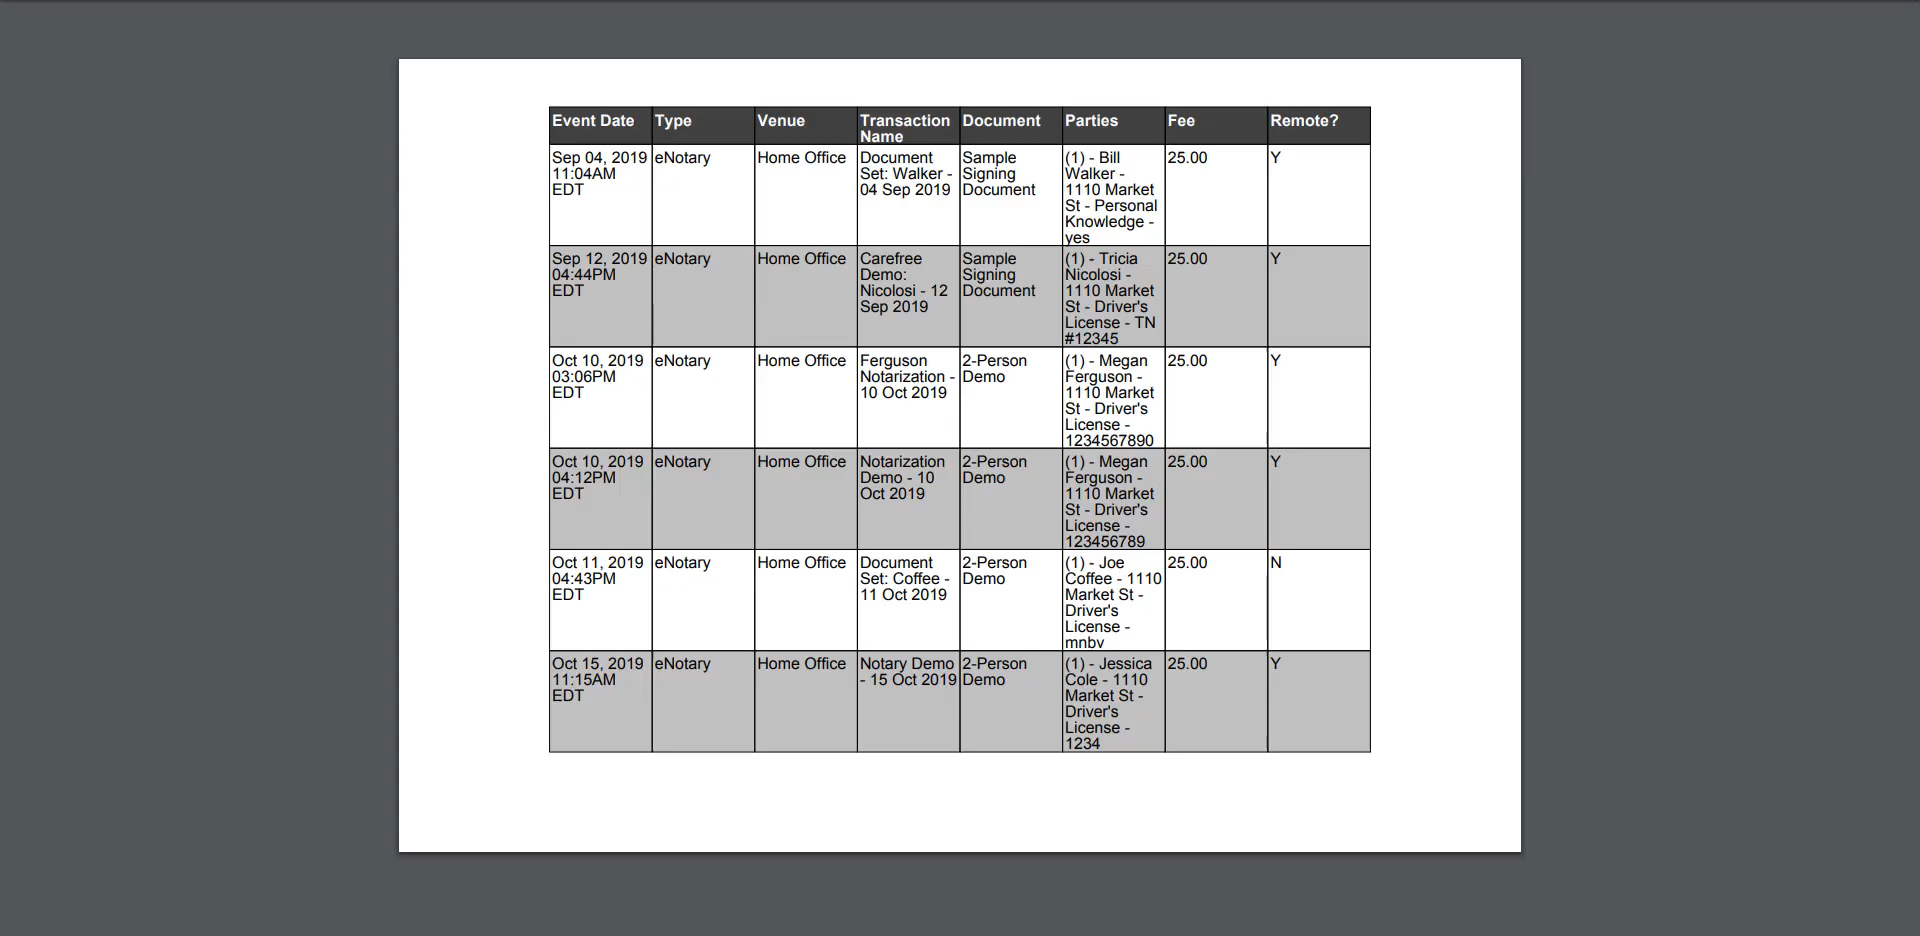 Event Date Type Venue Transaction Name Document Parties Fee Remote?
Sep 04, 2019 11:04AM EDT eNotary Home Office Document Set: Walker - 04 Sep 2019 Sample Signing Document (1) - Bill Walker - 1110 Market St - Personal Knowledge - yes 25.00 Y
Sep 12, 2019 04:44PM EDT eNotary Home Office Carefree Demo: Nicolosi - 12 Sep 2019 Sample Signing Document (1) - Tricia Nicolosi - 1110 Market St - Driver's License - TN #12345 25.00 Y
Oct 10, 2019 03:06PM EDT eNotary Home Office Ferguson Notarization - 10 Oct 2019 2-Person Demo (1) - Megan Ferguson - 1110 Market St - Driver's License - 1234567890 25.00 Y
Oct 10, 2019 04:12PM EDT eNotary Home Office Notarization Demo - 10 Oct 2019 2-Person Demo (1) - Megan Ferguson - 1110 Market St - Driver's License - 123456789 25.00 Y
Oct 11, 2019 04:43PM EDT eNotary Home Office Document Set: Coffee - 11 Oct 2019 2-Person Demo (1) - Joe Coffee - 1110 Market St - Driver's License - mnbv 25.00 N
Oct 15, 2019 11:15AM EDT eNotary Home Office Notary Demo - 15 Oct 2019 2-Person Demo (1) - Jessica Cole - 1110 Market St - Driver's License - 1234 25.00 Y